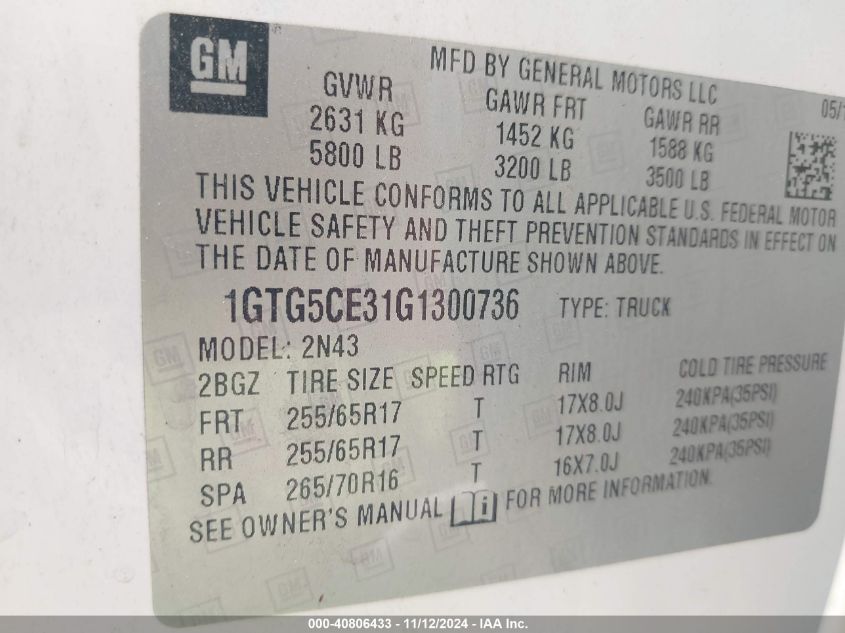 GM
MFD BY GENERAL MOTORS LLC
GVWR GAWR FRT GAWR RR
2631 KG 1452 KG 1588 KG
5800 LB 3200 LB 3500 LB
THIS VEHICLE CONFORMS TO ALL APPLICABLE U.S. FEDERAL MOTOR
VEHICLE SAFETY AND THEFT PREVENTION STANDARDS IN EFFECT ON
THE DATE OF MANUFACTURE SHOWN ABOVE.
1GTG5CE31G1300736 TYPE: TRUCK
MODEL: 2N43
2BGZ TIRE SIZE SPEED RTG RIM COLD TIRE PRESSURE
FRT 255/65R17 T 17X8.0J 240KPA(35PSI)
RR 255/65R17 T 17X8.0J 240KPA(35PSI)
SPA 265/70R16 T 16X7.0J 240KPA(35PSI)
SEE OWNER'S MANUAL FOR MORE INFORMATION.
000-40806433 - 11/12/2024 - IAA Inc.